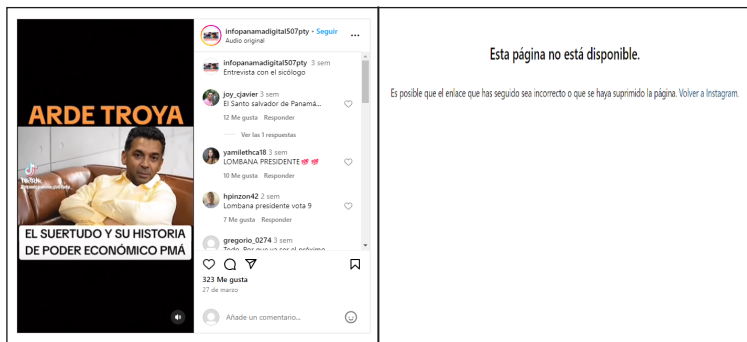 infopanamadigital507pty • Seguir
Audio original
infopanamadigital507pty 3 sem
Entrevista con el sicólogo
joy_cjavier 3 sem
El Santo salvador de Panamá...
12 Me gusta Responder
Ver las 1 respuestas
yamilethca18 3 sem
LOMBANA PRESIDENTE
10 Me gusta Responder
hpinzon42 2 sem
Lombana presidente vota 9
7 Me gusta Responder
gregorio_0274 3 sem
323 Me gusta
27 de marzo
Añade un comentario...
ARDE TROYA
TikTok
EL SUERTUDO Y SU HISTORIA
DE PODER ECONÓMICO PMÁ
Esta página no está disponible.
Es posible que el enlace que has seguido sea incorrecto o que se haya suprimido la página. Volver a Instagram.